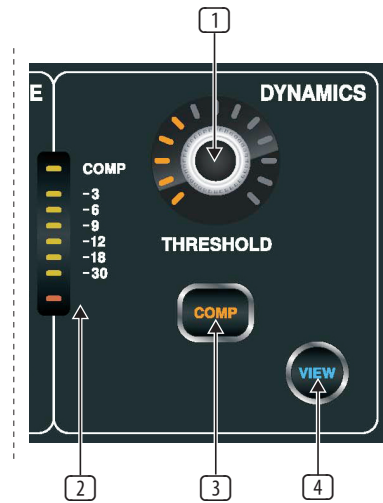 1
E
DYNAMICS
COMP
-3
-6
-9
-12
-18
-30
THRESHOLD
COMP
VIEW
2
3
4